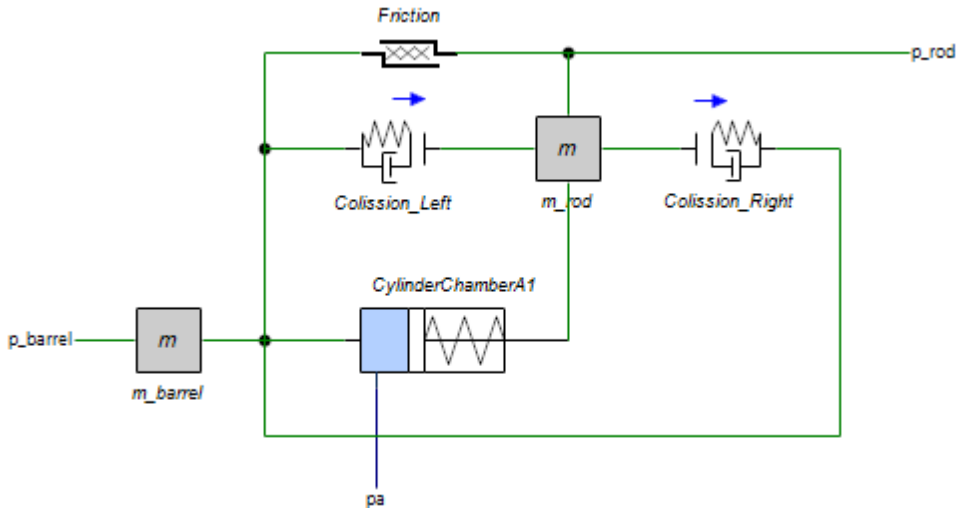 Friction
p_rod
m
Colission_Left
m_rod
Colission_Right
CylinderChamberA1
p_barrel
m
m_barrel
pa